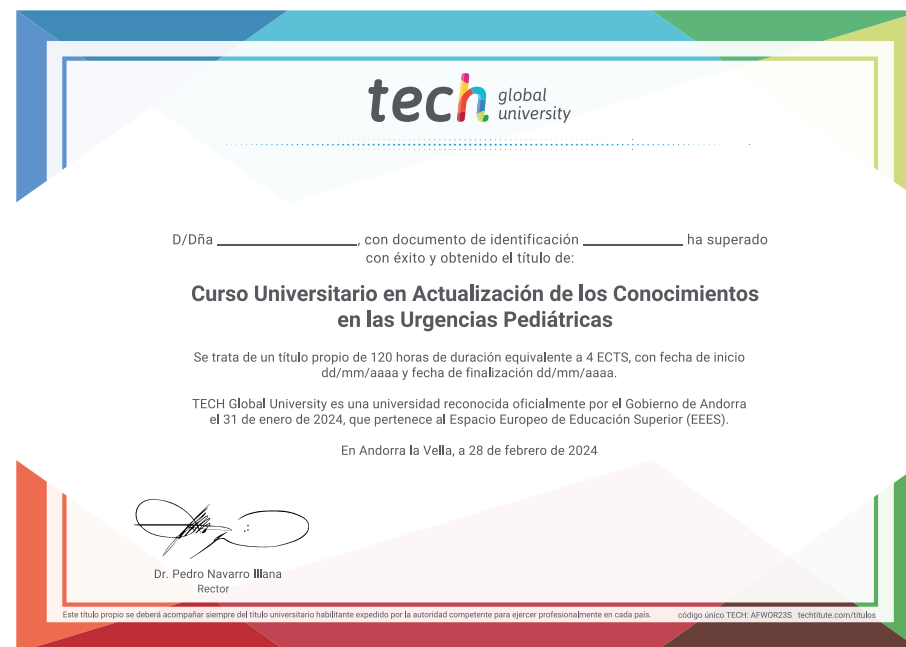 tech global university
D/Dña ______________, con documento de identificación __________ ha superado
con éxito y obtenido el título de:
Curso Universitario en Actualización de los Conocimientos
en las Urgencias Pediátricas
Se trata de un título propio de 120 horas de duración equivalente a 4 ECTS, con fecha de inicio
dd/mm/aaaa y fecha de finalización dd/mm/aaaa.
TECH Global University es una universidad reconocida oficialmente por el Gobierno de Andorra
el 31 de enero de 2024, que pertenece al Espacio Europeo de Educación Superior (EEES).
En Andorra la Vella, a 28 de febrero de 2024
Dr. Pedro Navarro Illana
Rector
Este título propio se deberá acompañar siempre del título universitario habilitante expedido por la autoridad competente para ejercer profesionalmente en cada país.
código único TECH: AFWOR23S techtitute.com/titulos